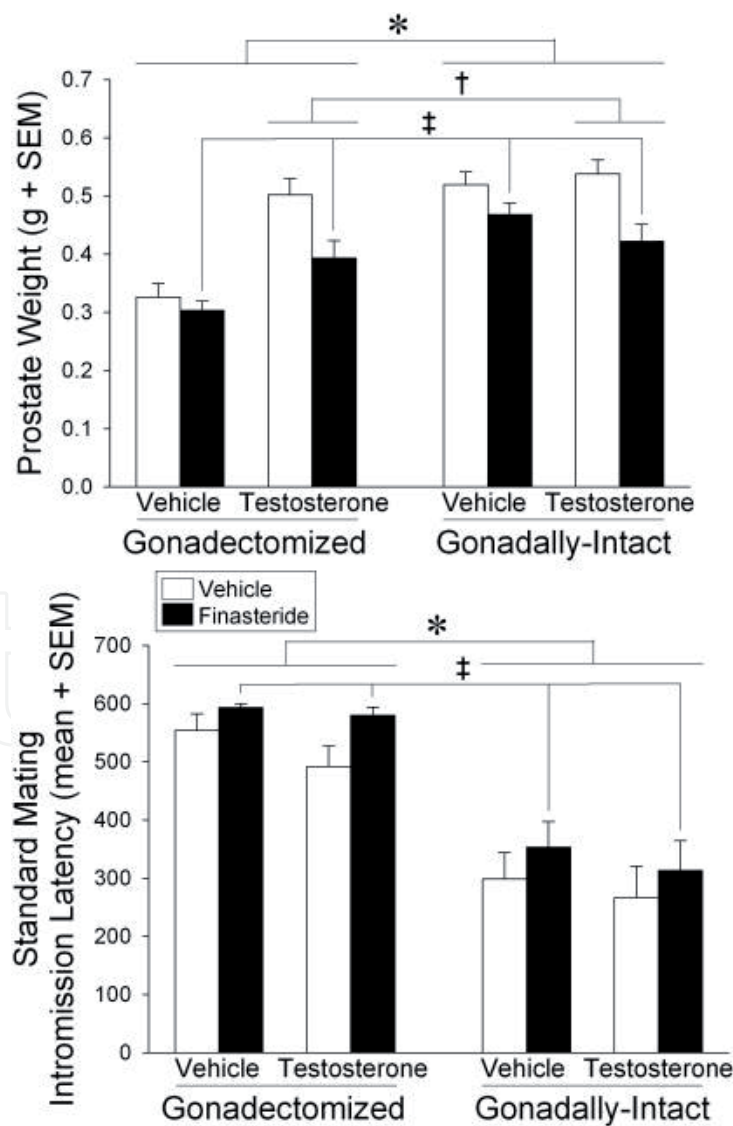 *
†
‡
Prostate Weight (g + SEM)
0.7
0.6
0.5
0.4
0.3
0.2
0.1
0.0
Vehicle Testosterone Vehicle Testosterone
Gonadectomized Gonadally-Intact
Vehicle
Finasteride
*
‡
Standard Mating
Intromission Latency (mean + SEM)
700
600
500
400
300
200
100
0
Vehicle Testosterone Vehicle Testosterone
Gonadectomized Gonadally-Intact